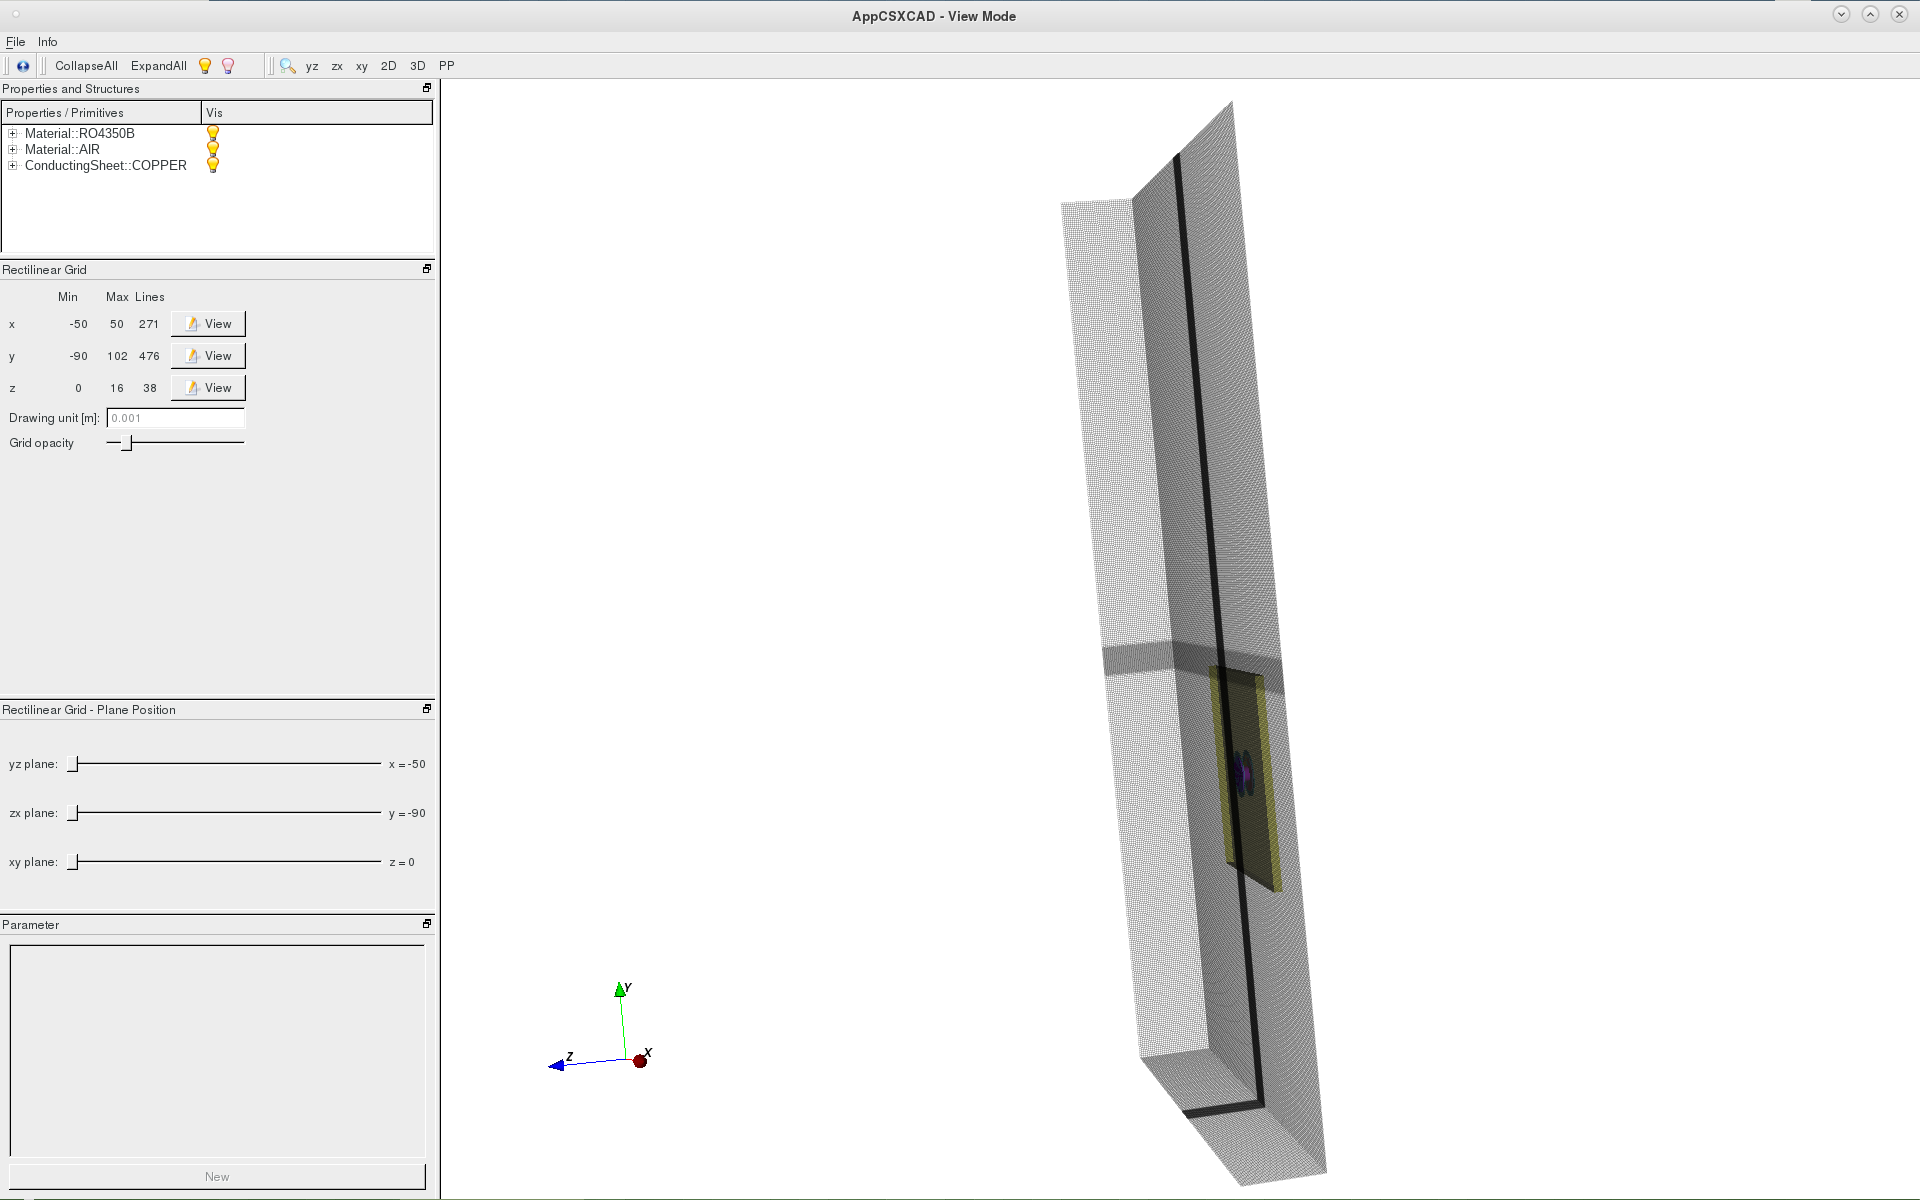 AppCSXCAD - View Mode
File Info
CollapseAll ExpandAll yz zx xy 2D 3D PP
Properties and Structures
Properties / Primitives Vis
Material::RO4350B
Material::AIR
ConductingSheet::COPPER
Rectilinear Grid
Min Max Lines
x -50 50 271 View
y -90 102 476 View
z 0 16 38 View
Drawing unit [m]: 0.001
Grid opacity
Rectilinear Grid - Plane Position
yz plane: x = -50
zx plane: y = -90
xy plane: z = 0
Parameter
New
Y
Z X